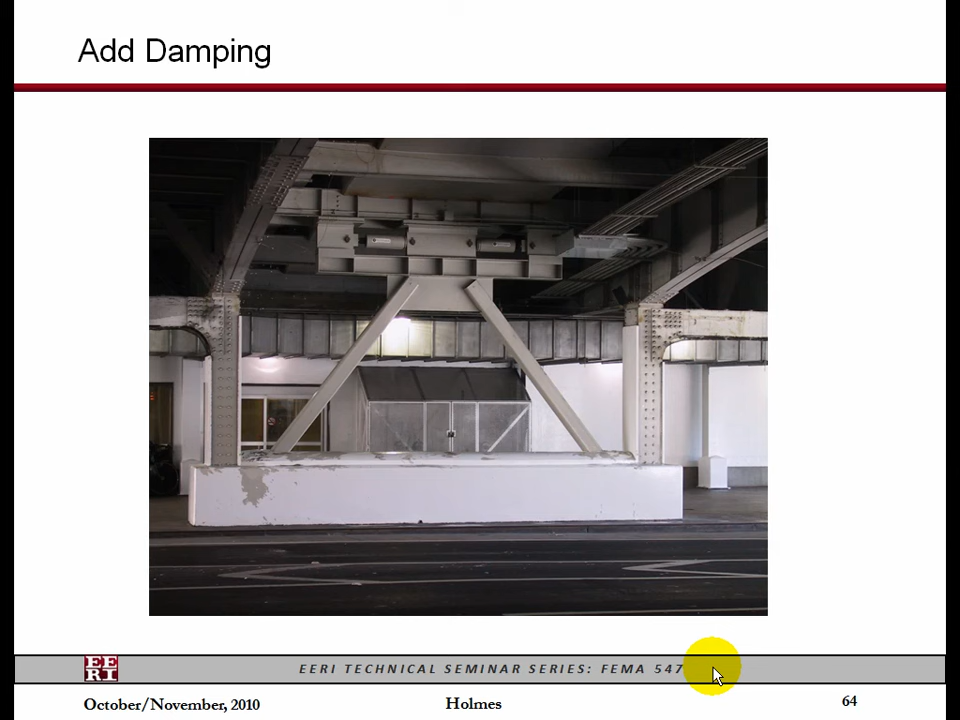 Add Damping
EERI
EERI TECHNICAL SEMINAR SERIES: FEMA 547
October/November, 2010
Holmes
64